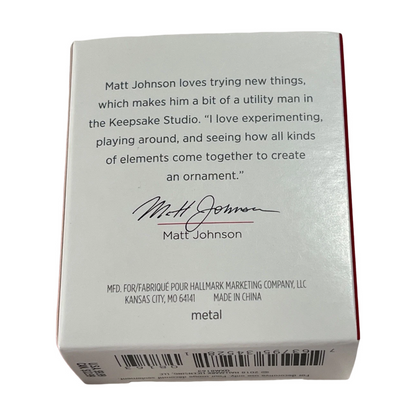 Matt Johnson loves trying new things,
which makes him a bit of a utility man in
the Keepsake Studio. “I love experimenting,
playing around, and seeing how all kinds
of elements come together to create
an ornament.”
Matt Johnson
Matt Johnson
MFD. FOR/FABRIQUÉ POUR HALLMARK MARKETING COMPANY, LLC
KANSAS CITY, MO 64141 MADE IN CHINA
metal